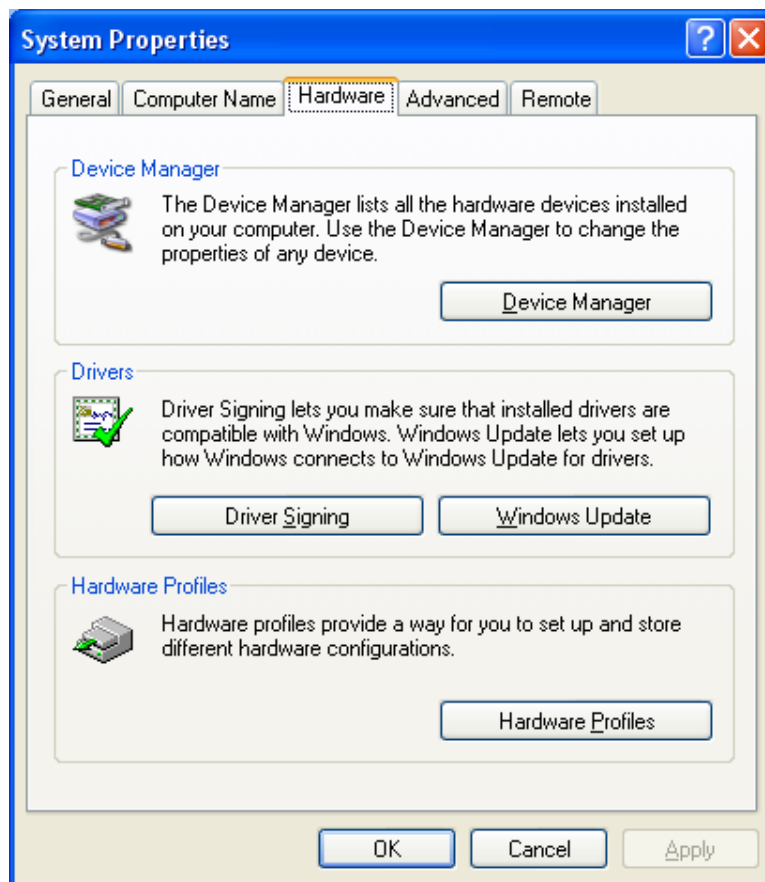 System Properties
General Computer Name Hardware Advanced Remote
Device Manager
The Device Manager lists all the hardware devices installed
on your computer. Use the Device Manager to change the
properties of any device.
Device Manager
Drivers
Driver Signing lets you make sure that installed drivers are
compatible with Windows. Windows Update lets you set up
how Windows connects to Windows Update for drivers.
Driver Signing Windows Update
Hardware Profiles
Hardware profiles provide a way for you to set up and store
different hardware configurations.
Hardware Profiles
OK Cancel Apply